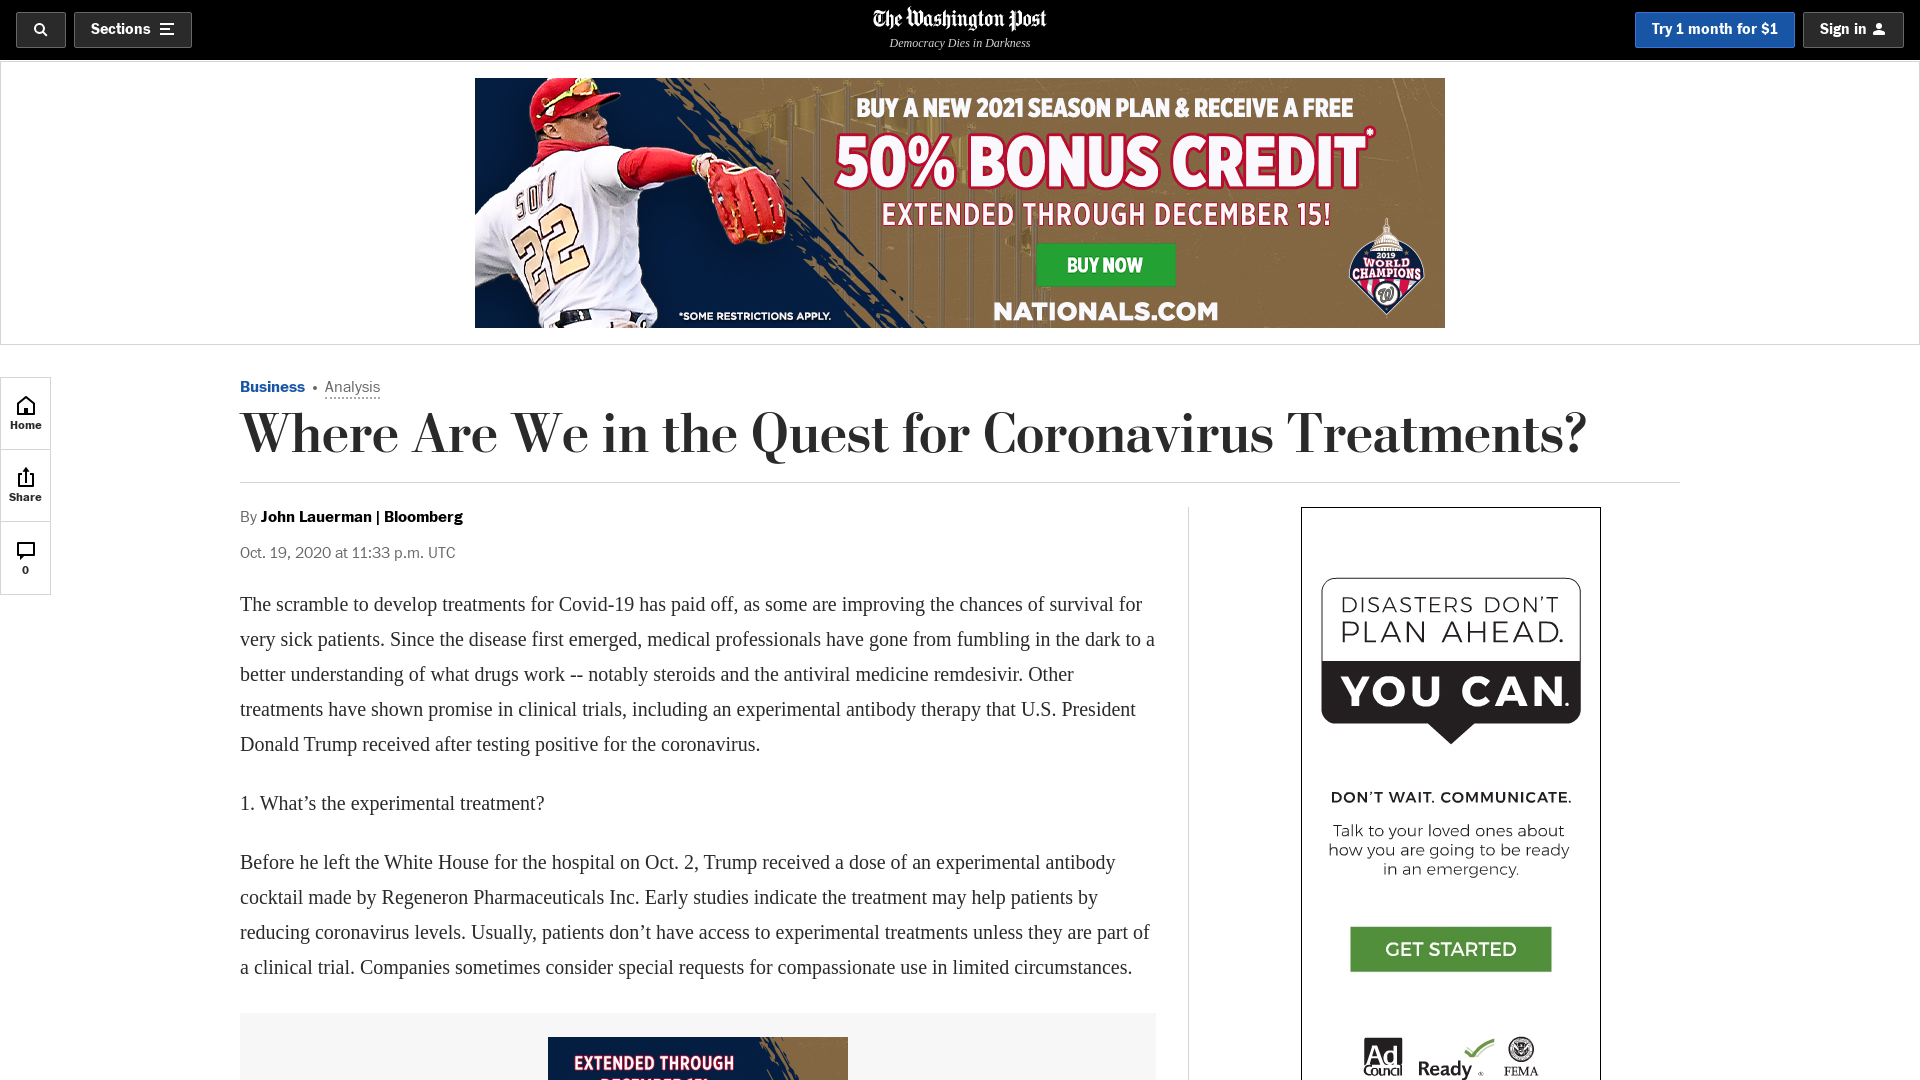 Sections
The Washington Post
Democracy Dies in Darkness
Try 1 month for $1
Sign in
BUY A NEW 2021 SEASON PLAN & RECEIVE A FREE
50% BONUS CREDIT*
EXTENDED THROUGH DECEMBER 15!
BUY NOW
NATIONALS.COM
*SOME RESTRICTIONS APPLY.
SOTO
22
2019
WORLD
CHAMPIONS
W
Home
Share
0
Business • Analysis
Where Are We in the Quest for Coronavirus Treatments?
By John Lauerman | Bloomberg
Oct. 19, 2020 at 11:33 p.m. UTC
The scramble to develop treatments for Covid-19 has paid off, as some are improving the chances of survival for
very sick patients. Since the disease first emerged, medical professionals have gone from fumbling in the dark to a
better understanding of what drugs work -- notably steroids and the antiviral medicine remdesivir. Other
treatments have shown promise in clinical trials, including an experimental antibody therapy that U.S. President
Donald Trump received after testing positive for the coronavirus.
1. What’s the experimental treatment?
Before he left the White House for the hospital on Oct. 2, Trump received a dose of an experimental antibody
cocktail made by Regeneron Pharmaceuticals Inc. Early studies indicate the treatment may help patients by
reducing coronavirus levels. Usually, patients don’t have access to experimental treatments unless they are part of
a clinical trial. Companies sometimes consider special requests for compassionate use in limited circumstances.
EXTENDED THROUGH
DECEMBER 15!
DISASTERS DON’T
PLAN AHEAD.
YOU CAN.
DON’T WAIT. COMMUNICATE.
Talk to your loved ones about
how you are going to be ready
in an emergency.
GET STARTED
Ad
Council
Ready®
FEMA